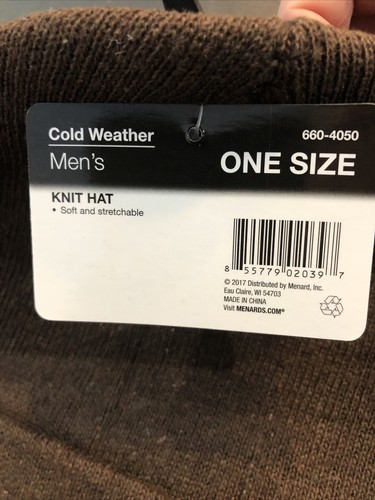 Cold Weather
660-4050
Men's
ONE SIZE
KNIT HAT
• Soft and stretchable
8 55779 02039 7
© 2017 Distributed by Menard, Inc.
Eau Claire, WI 54703
MADE IN CHINA
Visit MENARDS.COM®